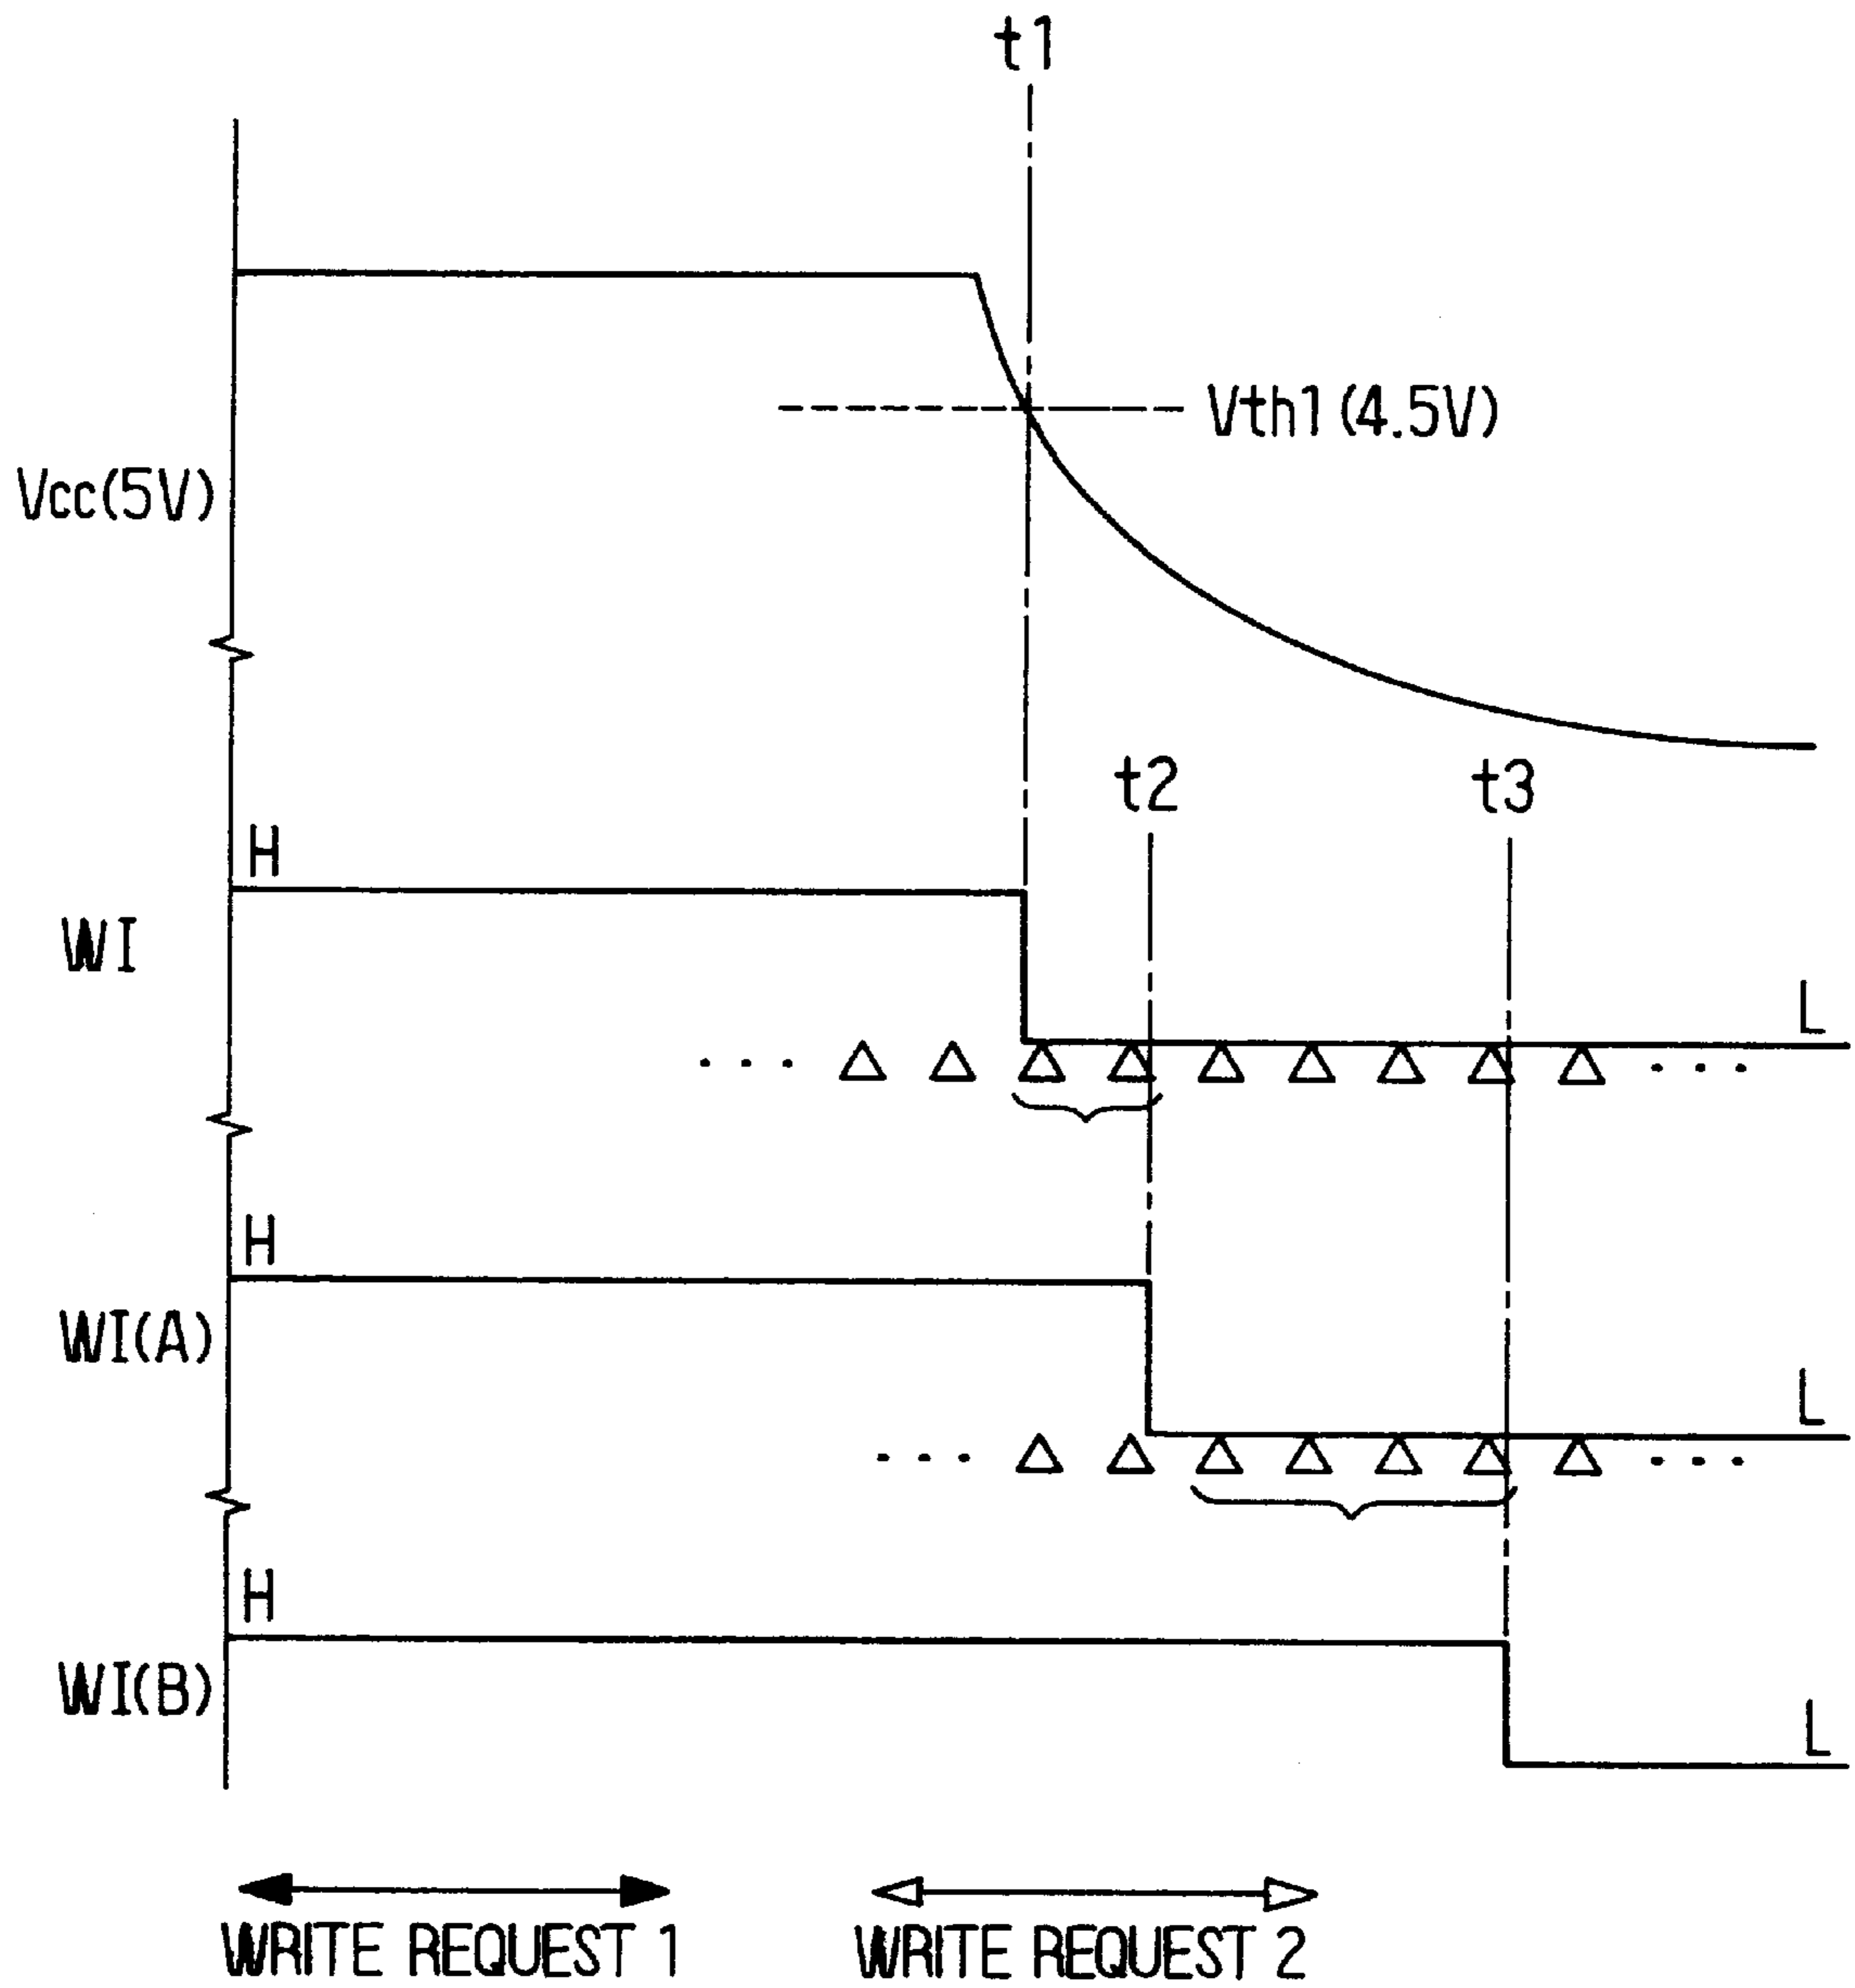 t1
Vth1(4.5V)
Vcc(5V)
t2
t3
H
WI
L
...
...
H
WI(A)
L
...
...
H
WI(B)
L
WRITE REQUEST 1
WRITE REQUEST 2